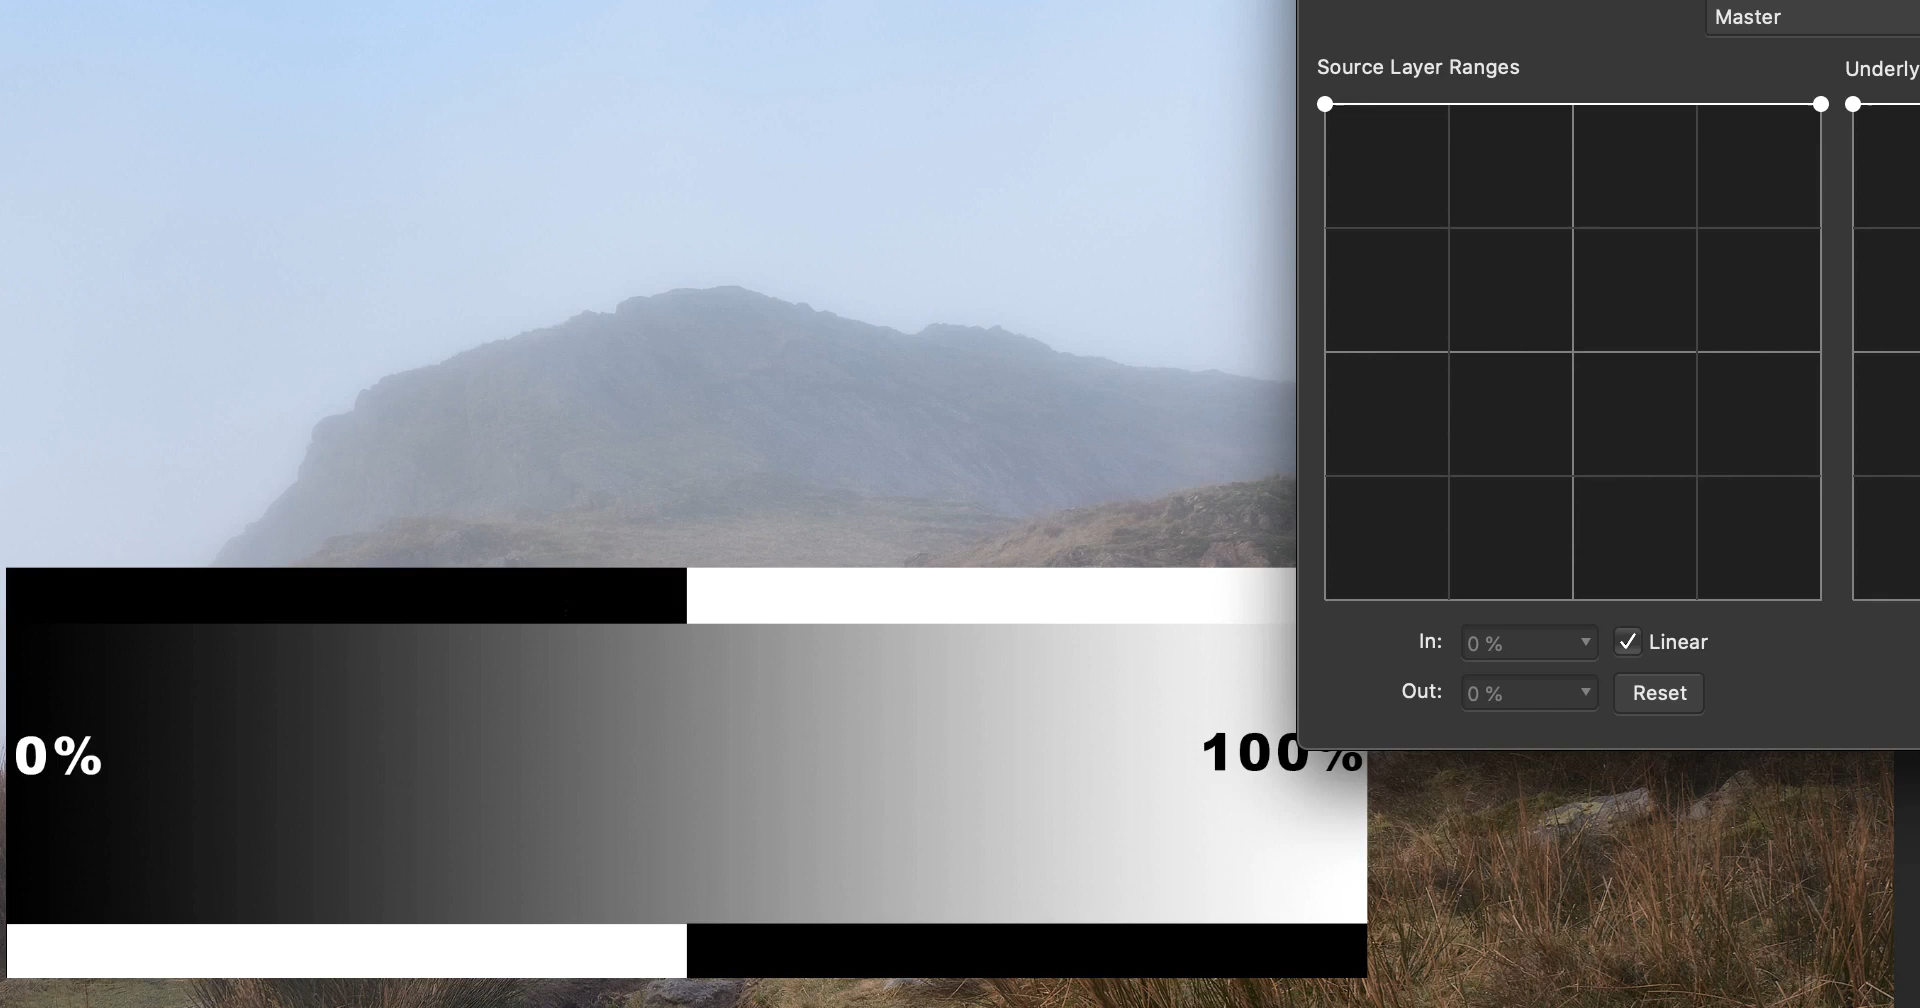 Master
Source Layer Ranges
Underly
In:
0 %
Linear
Out:
0 %
Reset
0%
100%